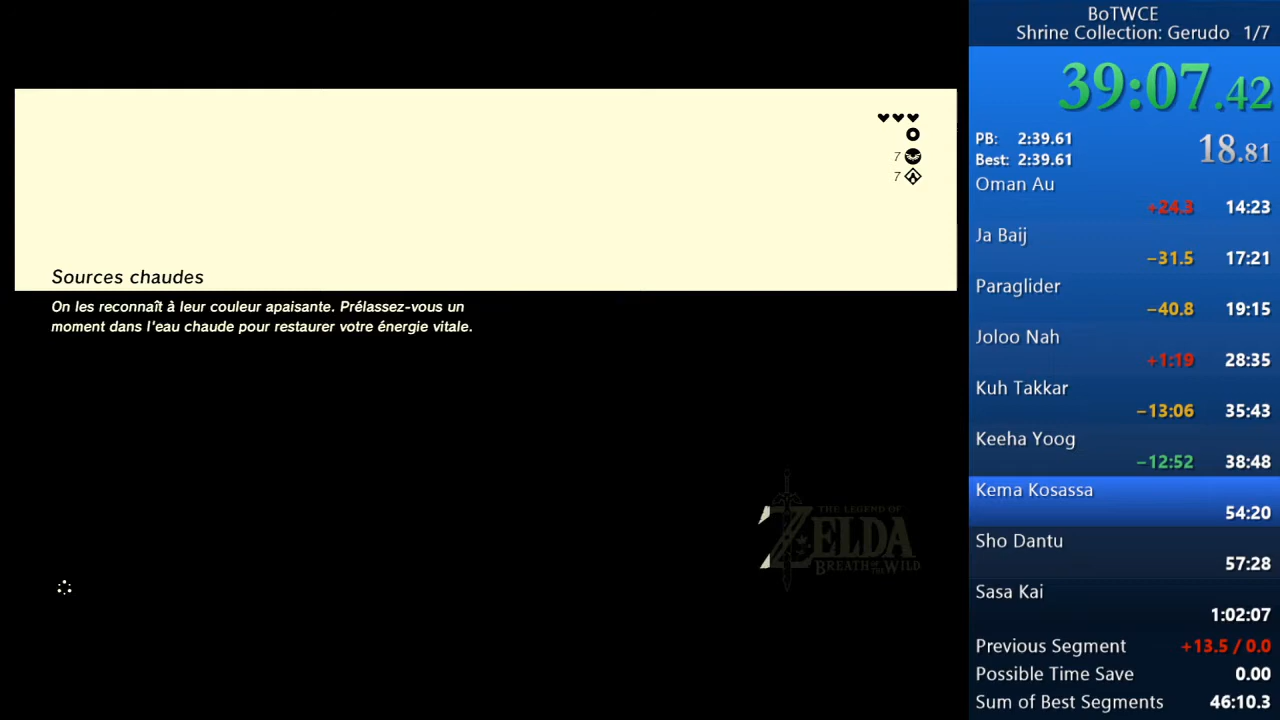 7
7
Sources chaudes
On les reconnaît à leur couleur apaisante. Prélassez-vous un
moment dans l'eau chaude pour restaurer votre énergie vitale.
THE LEGEND OF
ZELDA
BREATH OF THE WILD
BoTWCE
Shrine Collection: Gerudo 1/7
39:07.42
PB: 2:39.61
Best: 2:39.61
18.81
Oman Au
+24.3 14:23
Ja Baij
−31.5 17:21
Paraglider
−40.8 19:15
Joloo Nah
+1:19 28:35
Kuh Takkar
−13:06 35:43
Keeha Yoog
−12:52 38:48
Kema Kosassa
54:20
Sho Dantu
57:28
Sasa Kai
1:02:07
Previous Segment +13.5 / 0.0
Possible Time Save 0.00
Sum of Best Segments 46:10.3